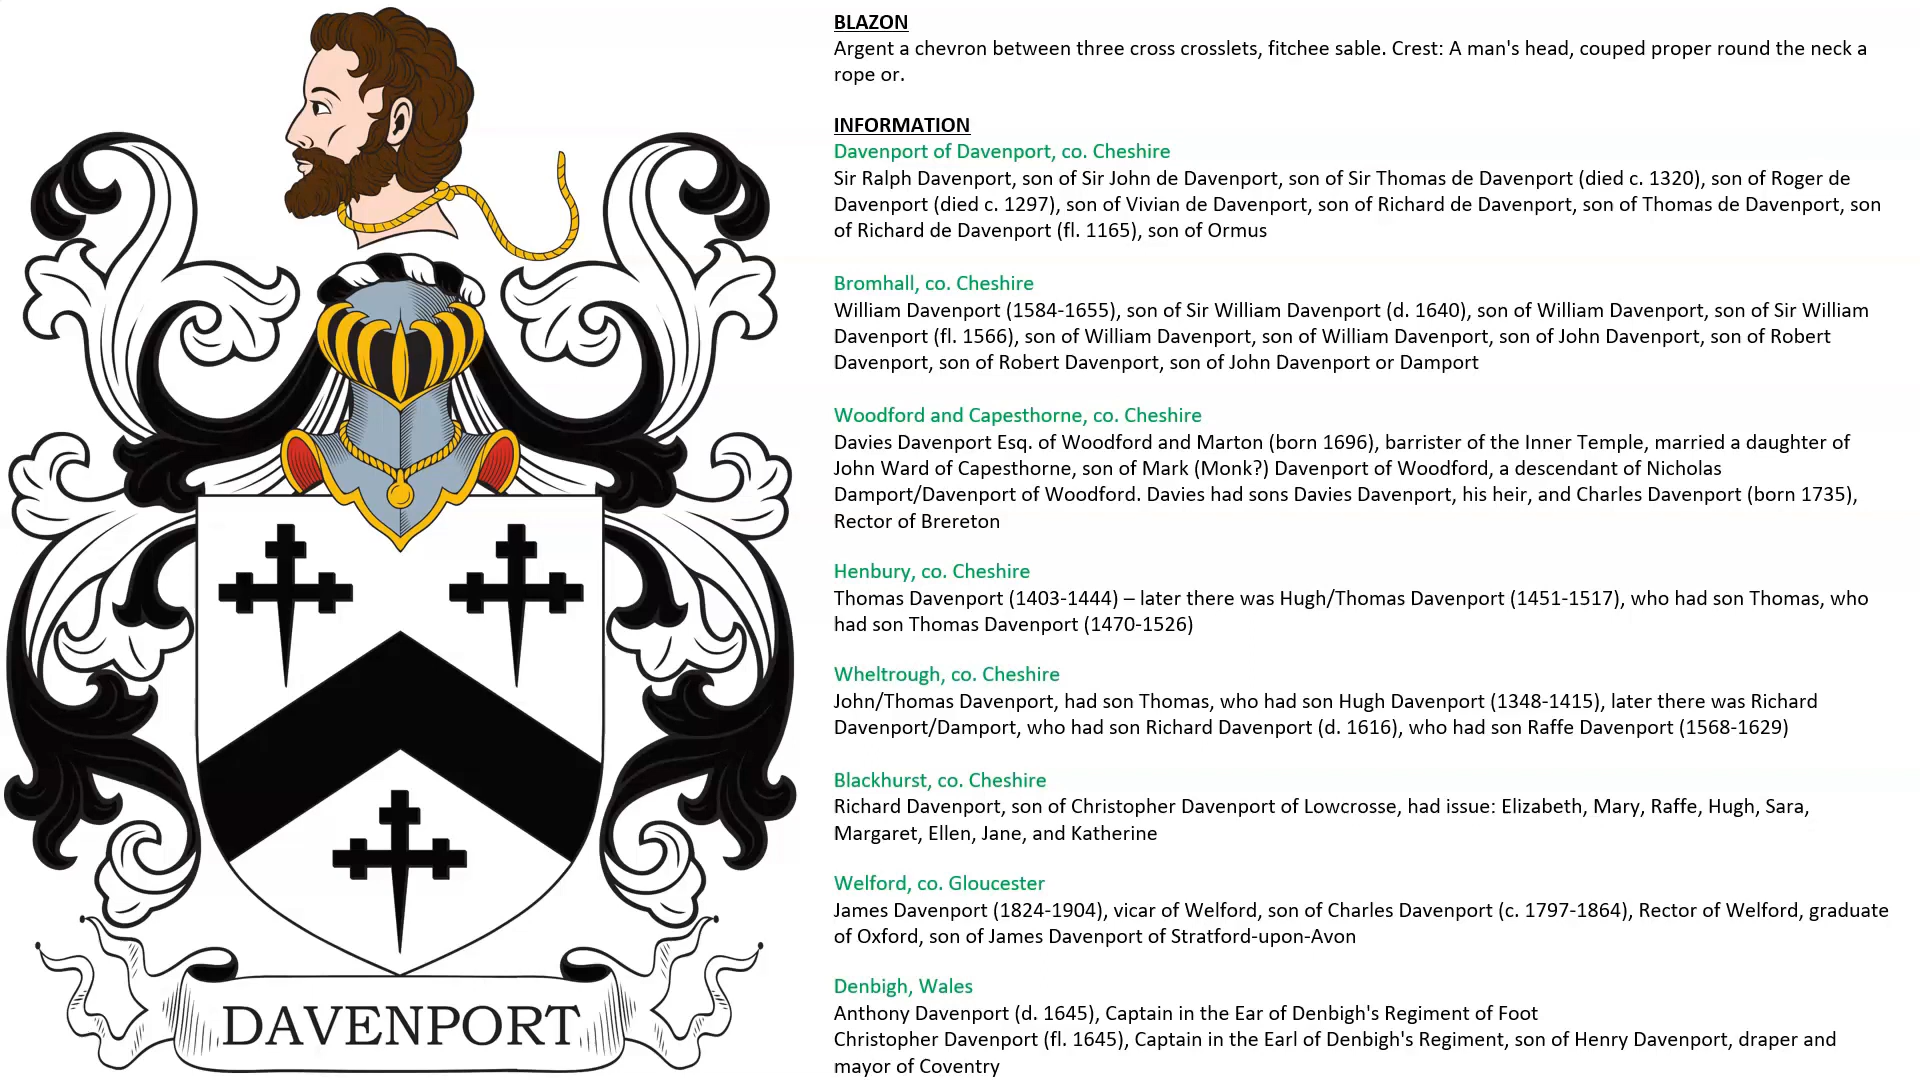 BLAZON
Argent a chevron between three cross crosslets, fitchee sable. Crest: A man's head, couped proper round the neck a
rope or.
INFORMATION
Davenport of Davenport, co. Cheshire
Sir Ralph Davenport, son of Sir John de Davenport, son of Sir Thomas de Davenport (died c. 1320), son of Roger de
Davenport (died c. 1297), son of Vivian de Davenport, son of Richard de Davenport, son of Thomas de Davenport, son
of Richard de Davenport (fl. 1165), son of Ormus
Bromhall, co. Cheshire
William Davenport (1584-1655), son of Sir William Davenport (d. 1640), son of William Davenport, son of Sir William
Davenport (fl. 1566), son of William Davenport, son of William Davenport, son of John Davenport, son of Robert
Davenport, son of Robert Davenport, son of John Davenport or Damport
Woodford and Capesthorne, co. Cheshire
Davies Davenport Esq. of Woodford and Marton (born 1696), barrister of the Inner Temple, married a daughter of
John Ward of Capesthorne, son of Mark (Monk?) Davenport of Woodford, a descendant of Nicholas
Damport/Davenport of Woodford. Davies had sons Davies Davenport, his heir, and Charles Davenport (born 1735),
Rector of Brereton
Henbury, co. Cheshire
Thomas Davenport (1403-1444) – later there was Hugh/Thomas Davenport (1451-1517), who had son Thomas, who
had son Thomas Davenport (1470-1526)
Wheltrough, co. Cheshire
John/Thomas Davenport, had son Thomas, who had son Hugh Davenport (1348-1415), later there was Richard
Davenport/Damport, who had son Richard Davenport (d. 1616), who had son Raffe Davenport (1568-1629)
Blackhurst, co. Cheshire
Richard Davenport, son of Christopher Davenport of Lowcrosse, had issue: Elizabeth, Mary, Raffe, Hugh, Sara,
Margaret, Ellen, Jane, and Katherine
Welford, co. Gloucester
James Davenport (1824-1904), vicar of Welford, son of Charles Davenport (c. 1797-1864), Rector of Welford, graduate
of Oxford, son of James Davenport of Stratford-upon-Avon
Denbigh, Wales
Anthony Davenport (d. 1645), Captain in the Ear of Denbigh's Regiment of Foot
Christopher Davenport (fl. 1645), Captain in the Earl of Denbigh's Regiment, son of Henry Davenport, draper and
mayor of Coventry
DAVENPORT